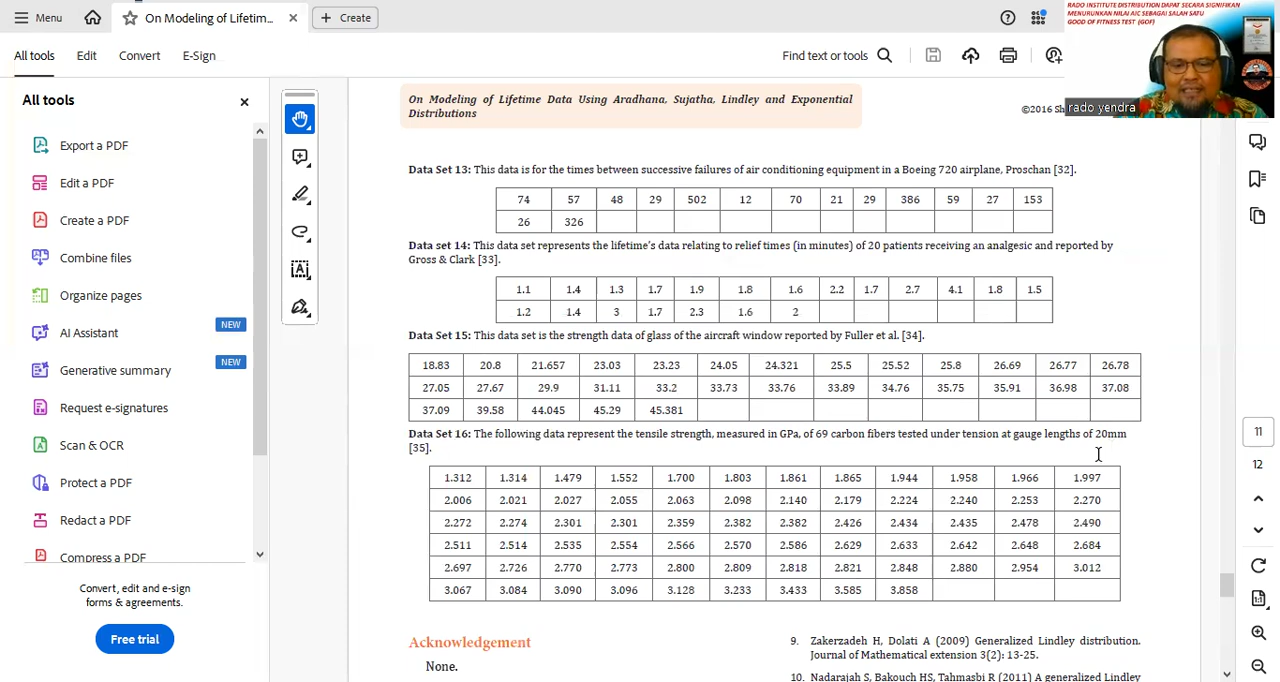 Menu
On Modeling of Lifetim...
Create
RADO INSTITUTE DISTRIBUTION DAPAT SECARA SIGNIFIKAN
MENURUNKAN NILAI AIC SEBAGAI SALAH SATU
GOOD OF FITNESS TEST (GOF)
rado yendra
All tools
Edit
Convert
E-Sign
Find text or tools
All tools
Export a PDF
Edit a PDF
Create a PDF
Combine files
Organize pages
AI Assistant
NEW
Generative summary
NEW
Request e-signatures
Scan & OCR
Protect a PDF
Redact a PDF
Compress a PDF
Convert, edit and e-sign
forms & agreements.
Free trial
On Modeling of Lifetime Data Using Aradhana, Sujatha, Lindley and Exponential
Distributions
©2016 Sh
Data Set 13: This data is for the times between successive failures of air conditioning equipment in a Boeing 720 airplane, Proschan [32].
74 57 48 29 502 12 70 21 29 386 59 27 153
26 326
Data set 14: This data set represents the lifetime's data relating to relief times (in minutes) of 20 patients receiving an analgesic and reported by
Gross & Clark [33].
1.1 1.4 1.3 1.7 1.9 1.8 1.6 2.2 1.7 2.7 4.1 1.8 1.5
1.2 1.4 3 1.7 2.3 1.6 2
Data Set 15: This data set is the strength data of glass of the aircraft window reported by Fuller et al. [34].
18.83 20.8 21.657 23.03 23.23 24.05 24.321 25.5 25.52 25.8 26.69 26.77 26.78
27.05 27.67 29.9 31.11 33.2 33.73 33.76 33.89 34.76 35.75 35.91 36.98 37.08
37.09 39.58 44.045 45.29 45.381
Data Set 16: The following data represent the tensile strength, measured in GPa, of 69 carbon fibers tested under tension at gauge lengths of 20mm
[35].
1.312 1.314 1.479 1.552 1.700 1.803 1.861 1.865 1.944 1.958 1.966 1.997
2.006 2.021 2.027 2.055 2.063 2.098 2.140 2.179 2.224 2.240 2.253 2.270
2.272 2.274 2.301 2.301 2.359 2.382 2.382 2.426 2.434 2.435 2.478 2.490
2.511 2.514 2.535 2.554 2.566 2.570 2.586 2.629 2.633 2.642 2.648 2.684
2.697 2.726 2.770 2.773 2.800 2.809 2.818 2.821 2.848 2.880 2.954 3.012
3.067 3.084 3.090 3.096 3.128 3.233 3.433 3.585 3.858
Acknowledgement
None.
9. Zakerzadeh H, Dolati A (2009) Generalized Lindley distribution.
Journal of Mathematical extension 3(2): 13-25.
10. Nadarajah S, Bakouch HS, Tahmasbi R (2011) A generalized Lindley
11
12